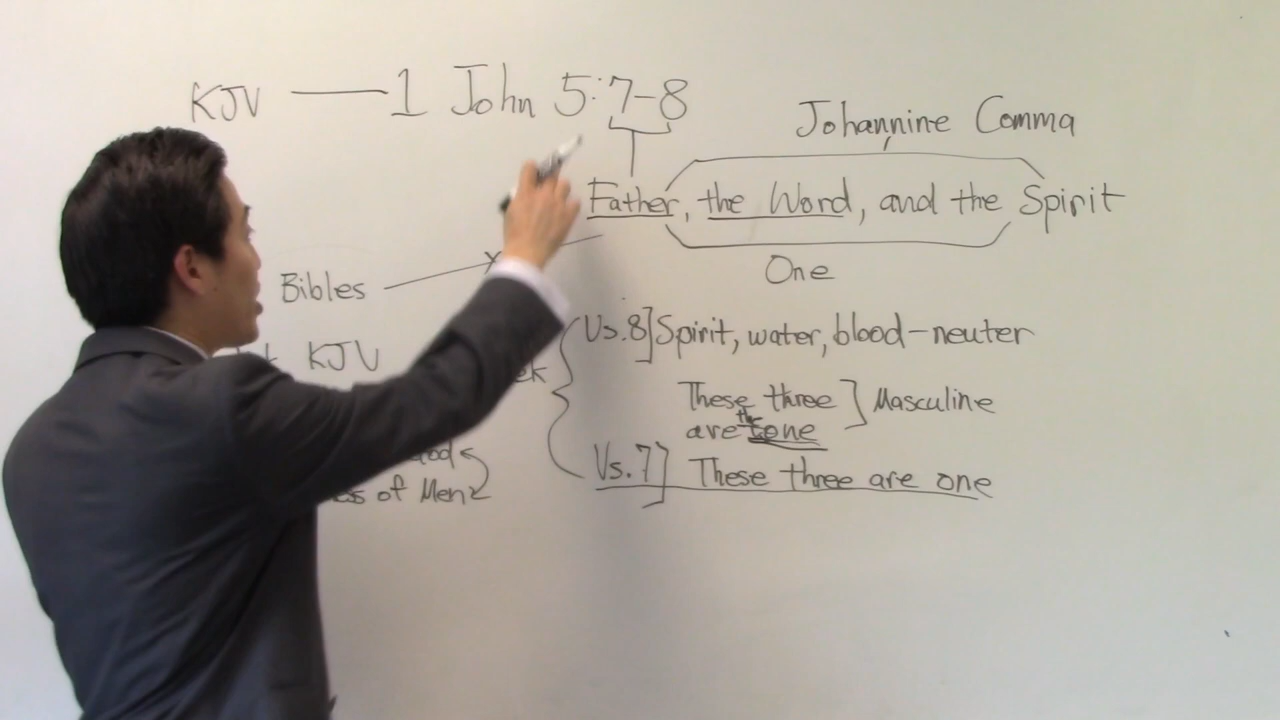 KJV — 1 John 5:7-8
Johannine Comma
Father, the Word, and the Spirit
One
Bibles
KJV
Vs. 8] Spirit, water, blood-neuter
These three
Masculine
are the one
Vs. 7] These three are one
of Men